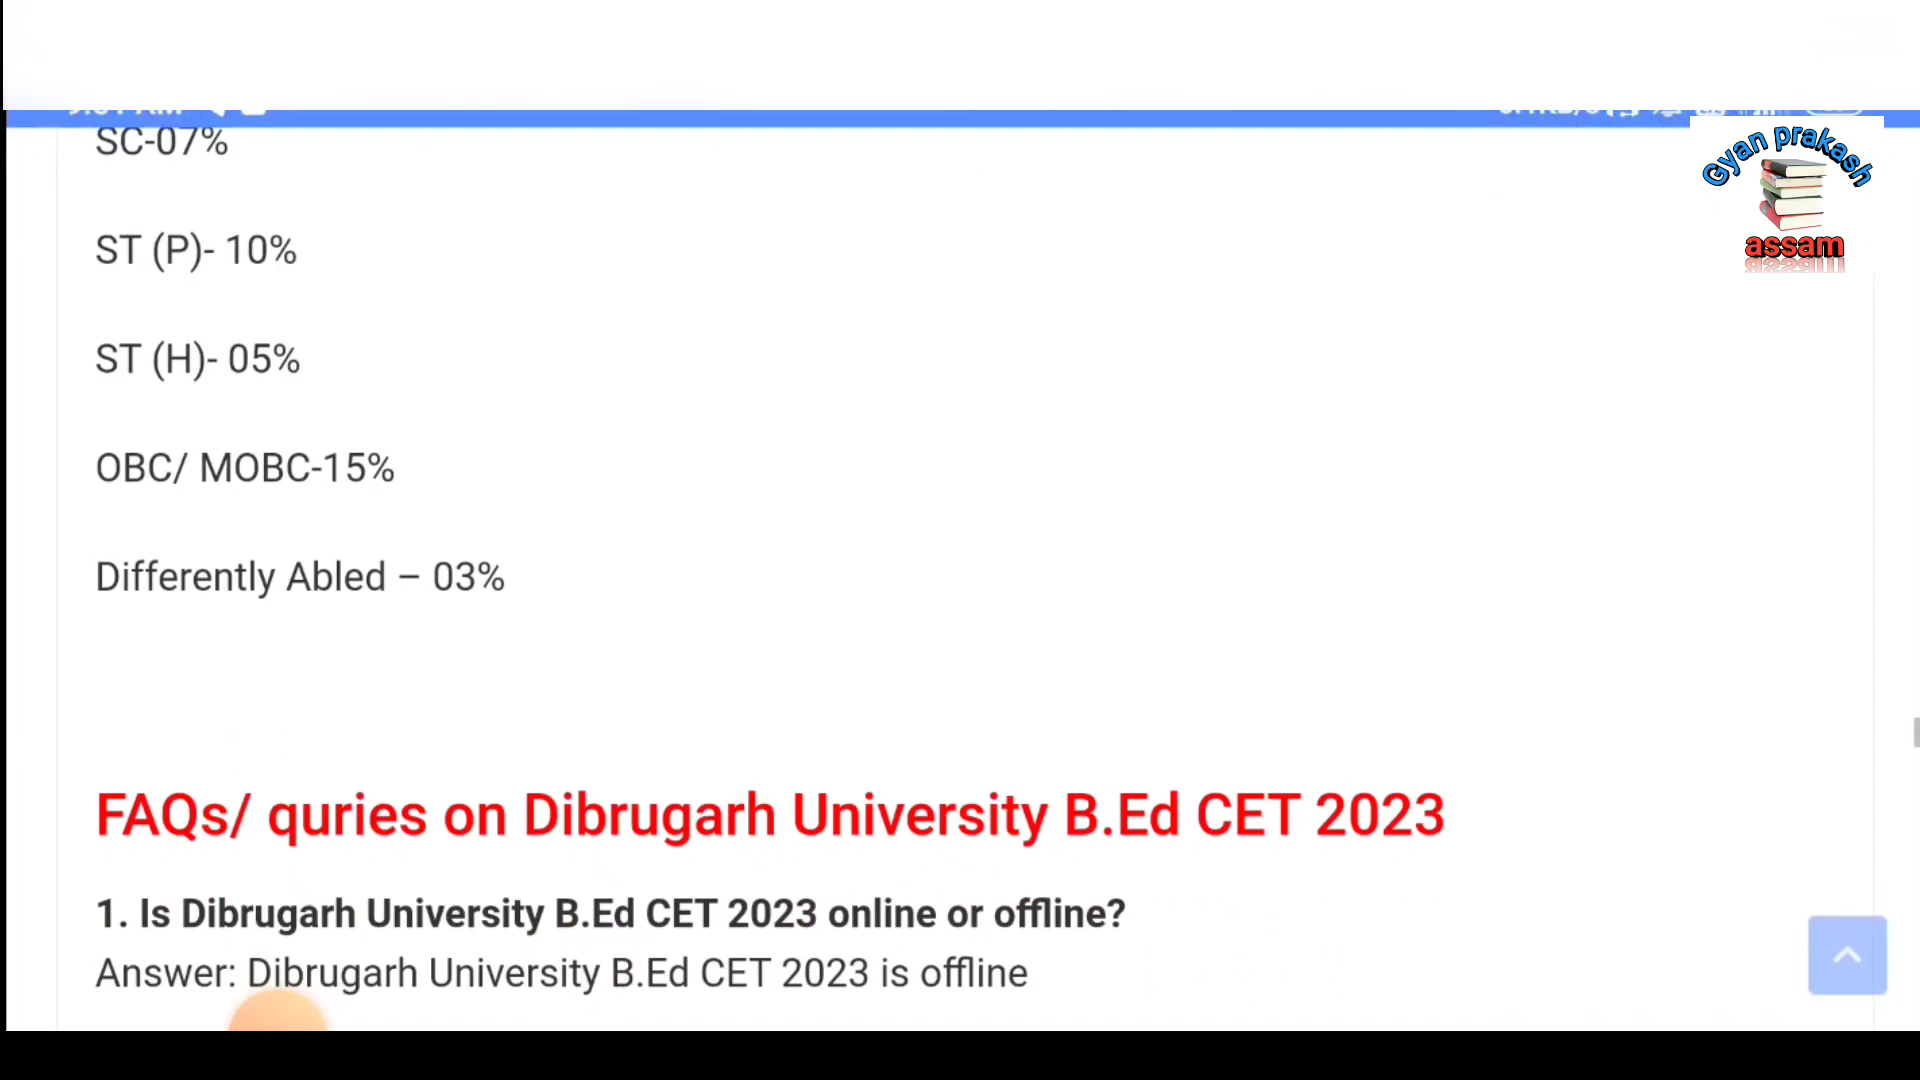 SC-07%
Gyan prakash
assam
ST (P)- 10%
ST (H)- 05%
OBC/ MOBC-15%
Differently Abled – 03%
FAQs/ quries on Dibrugarh University B.Ed CET 2023
1. Is Dibrugarh University B.Ed CET 2023 online or offline?
Answer: Dibrugarh University B.Ed CET 2023 is offline